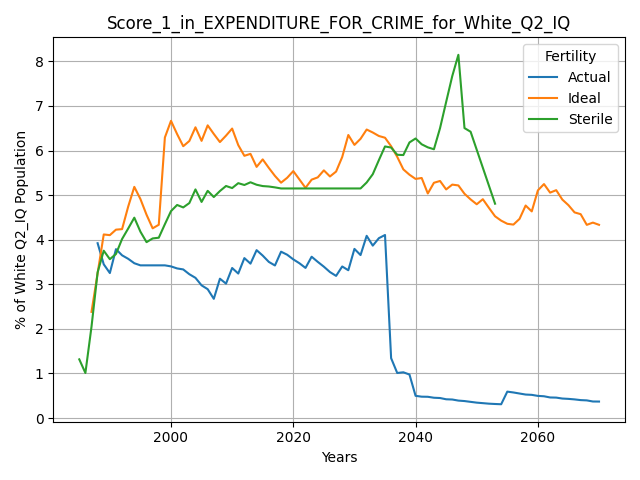 Score_1_in_EXPENDITURE_FOR_CRIME_for_White_Q2_IQ
% of White Q2_IQ Population
8
7
6
5
4
3
2
1
0
Fertility
Actual
Ideal
Sterile
2000
2020
2040
2060
Years